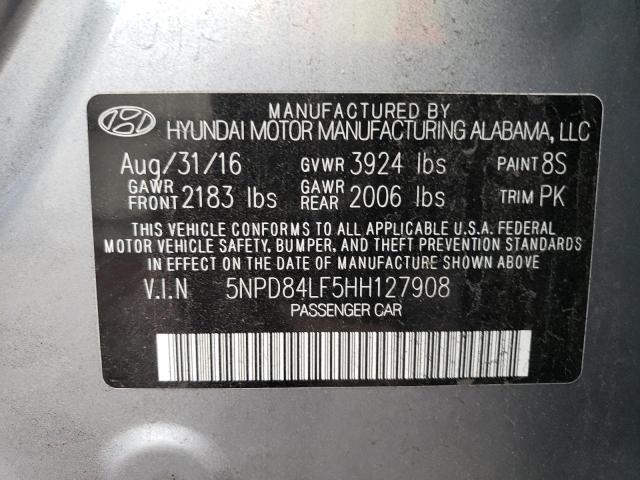 MANUFACTURED BY
HYUNDAI MOTOR MANUFACTURING ALABAMA, LLC
Aug/31/16 GVWR 3924 lbs PAINT 8S
GAWR FRONT 2183 lbs GAWR REAR 2006 lbs TRIM PK
THIS VEHICLE CONFORMS TO ALL APPLICABLE U.S.A. FEDERAL
MOTOR VEHICLE SAFETY, BUMPER, AND THEFT PREVENTION STANDARDS
IN EFFECT ON THE DATE OF MANUFACTURE SHOWN ABOVE.
V.I.N 5NPD84LF5HH127908
PASSENGER CAR